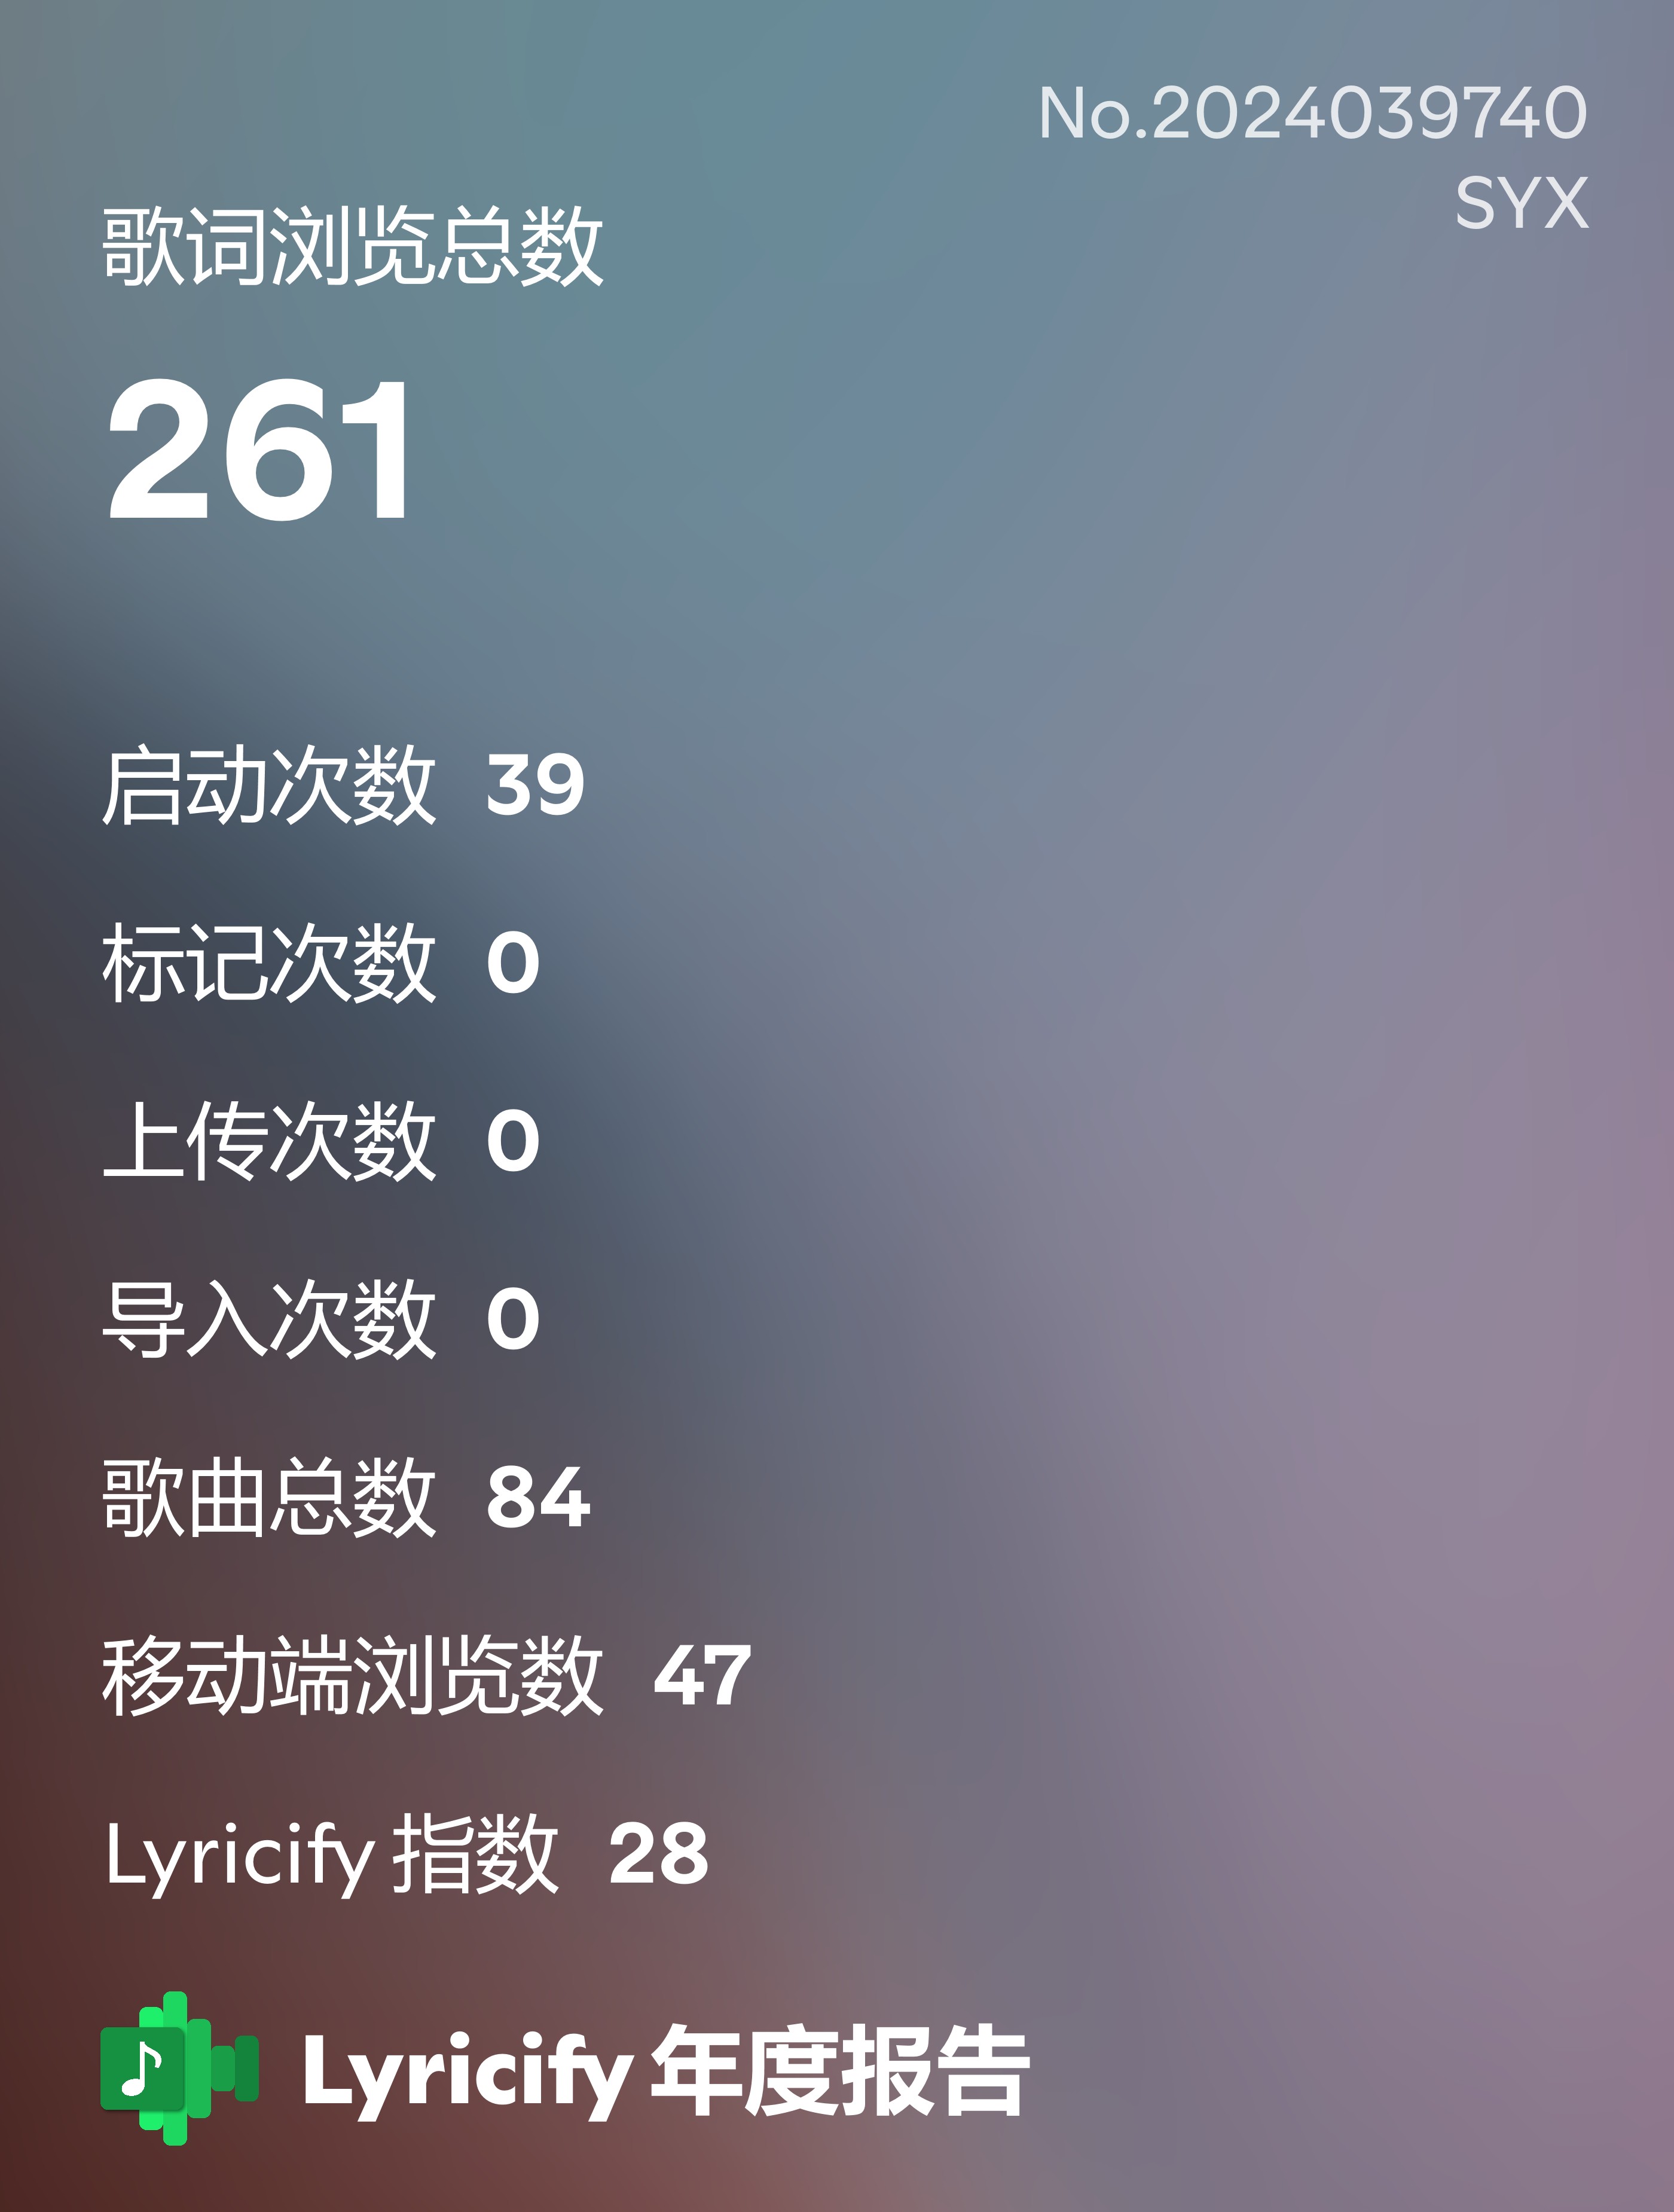 No.2024039740
SYX
歌词浏览总数
261
启动次数 39
标记次数 0
上传次数 0
导入次数 0
歌曲总数 84
移动端浏览数 47
Lyricify 指数 28
Lyricify 年度报告